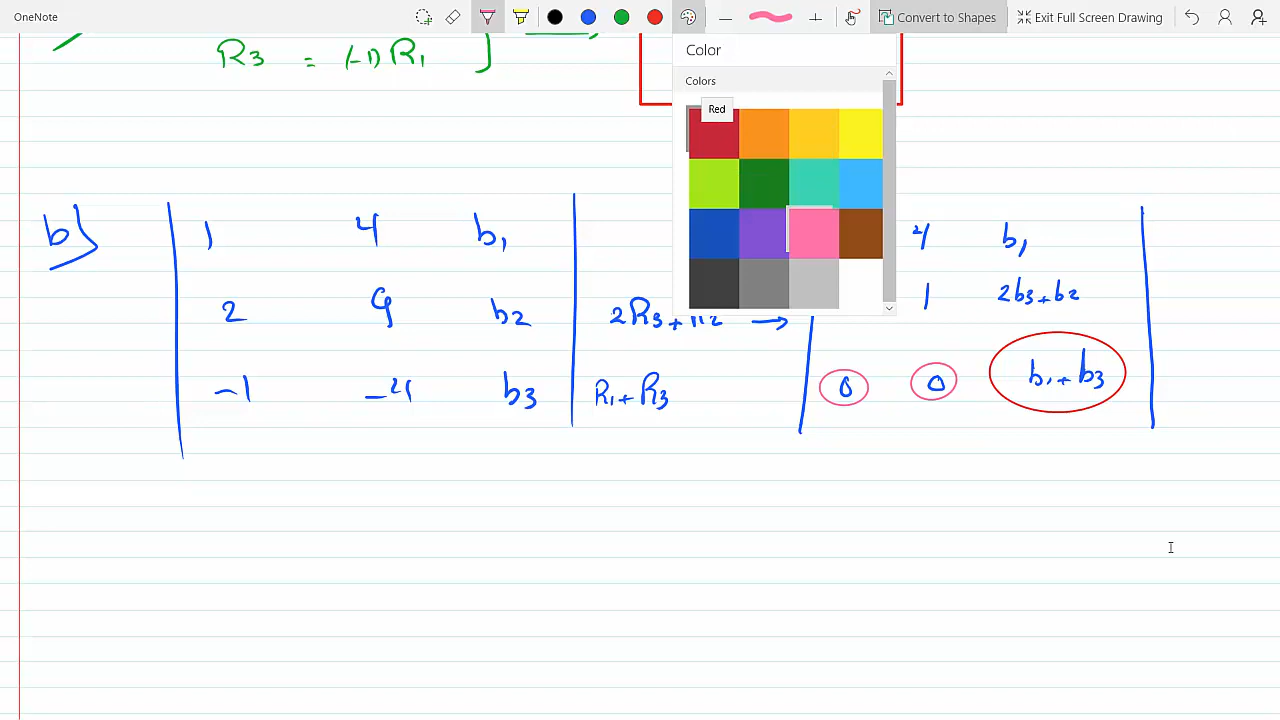 OneNote
Convert to Shapes
Exit Full Screen Drawing
R3 = (-1)R1 ]
Color
Colors
Red
b)
1 4 b1 4 b1
2 9 b2 2R3 + R2 → 1 2b3 + b2
-1 -4 b3 R1 + R3 0 0 b1 + b3